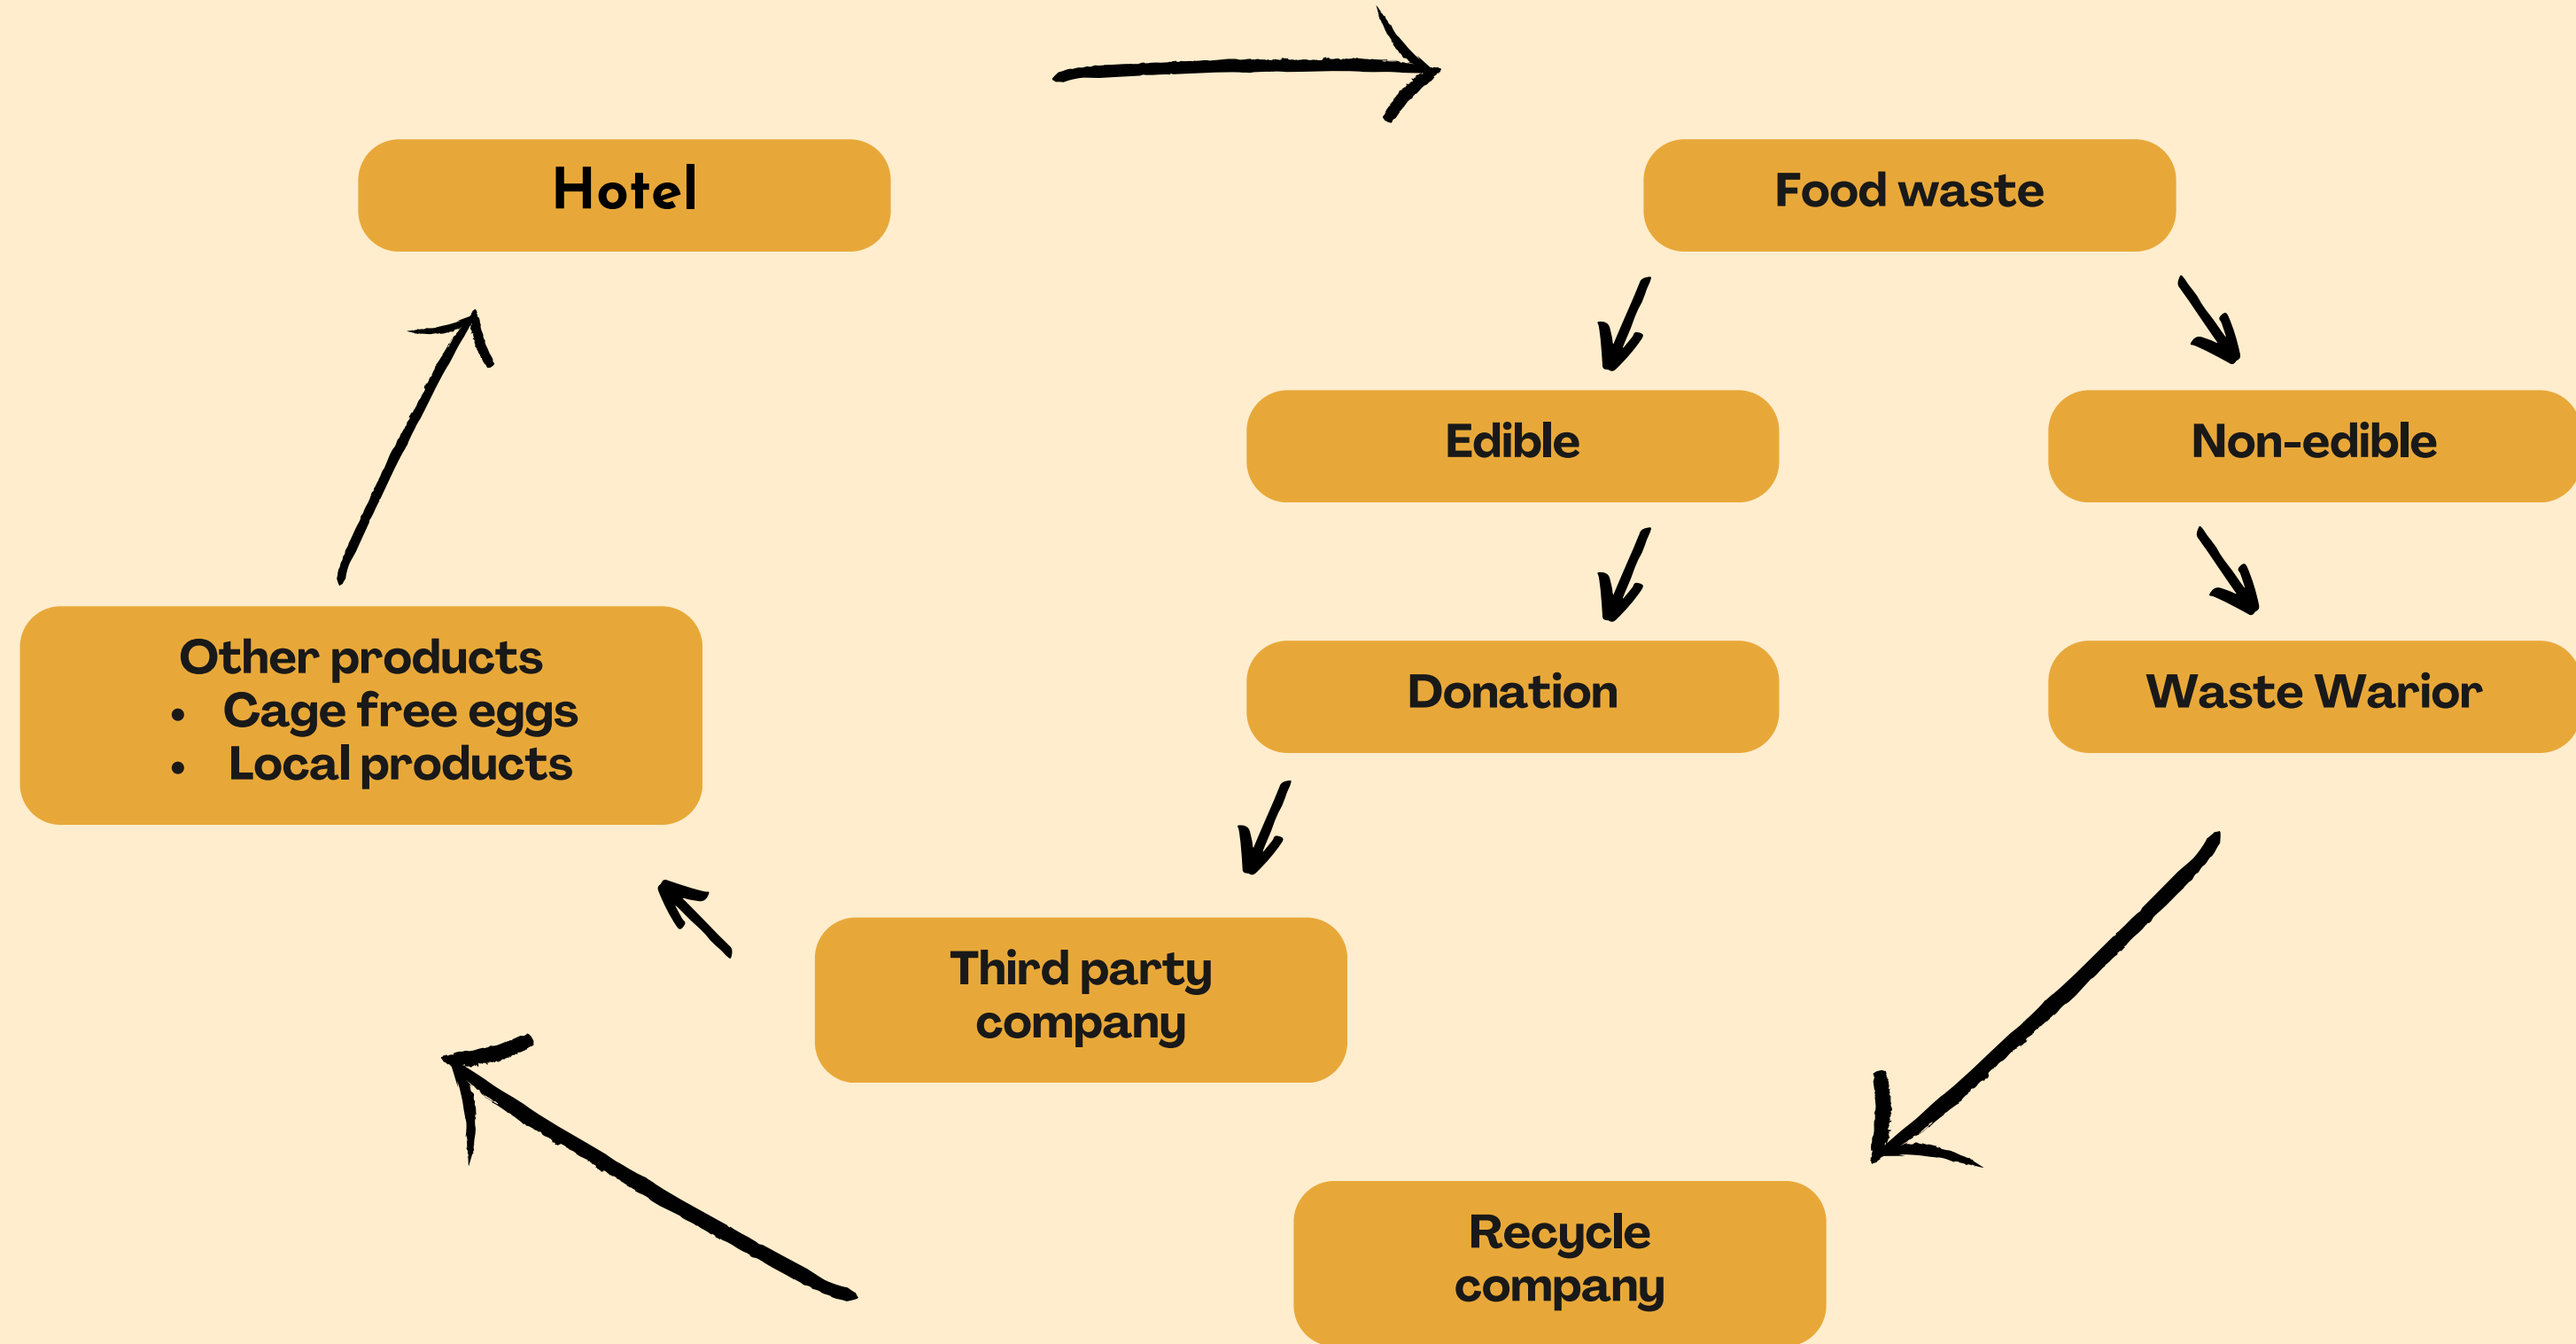 Hotel
Food waste
Edible
Non-edible
Other products
• Cage free eggs
• Local products
Donation
Waste Warior
Third party
company
Recycle
company